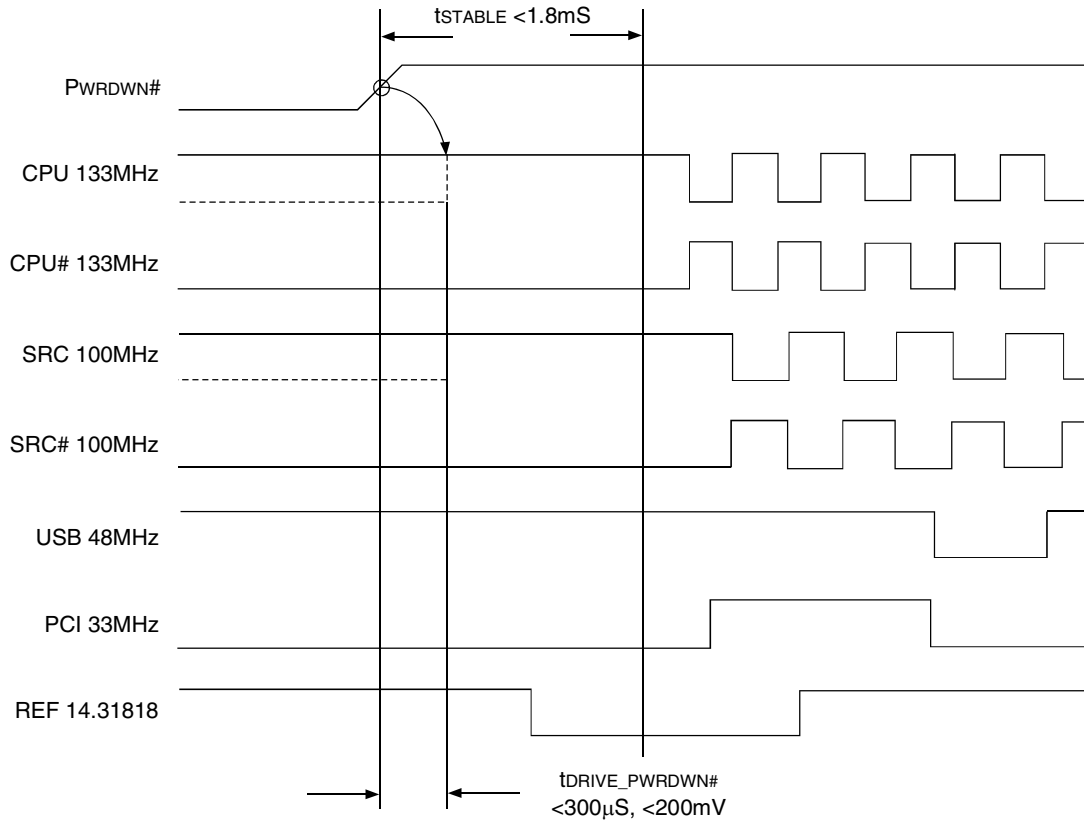 tSTABLE <1.8mS
PWRDWN#
CPU 133MHz
CPU# 133MHz
SRC 100MHz
SRC# 100MHz
USB 48MHz
PCI 33MHz
REF 14.31818
tDRIVE_PWRDWN#
<300μS, <200mV